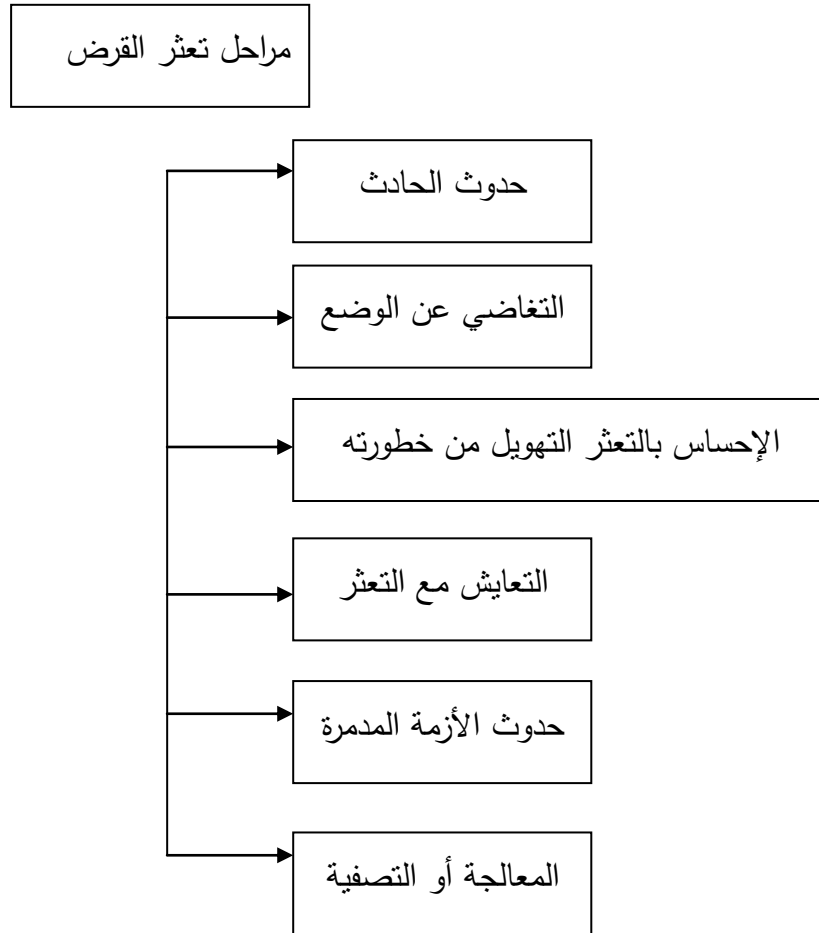 مراحل تعثر القرض
حدوث الحادث
التغاضي عن الوضع
الإحساس بالتعثر التهويل من خطورته
التعايش مع التعثر
حدوث الأزمة المدمرة
المعالجة أو التصفية